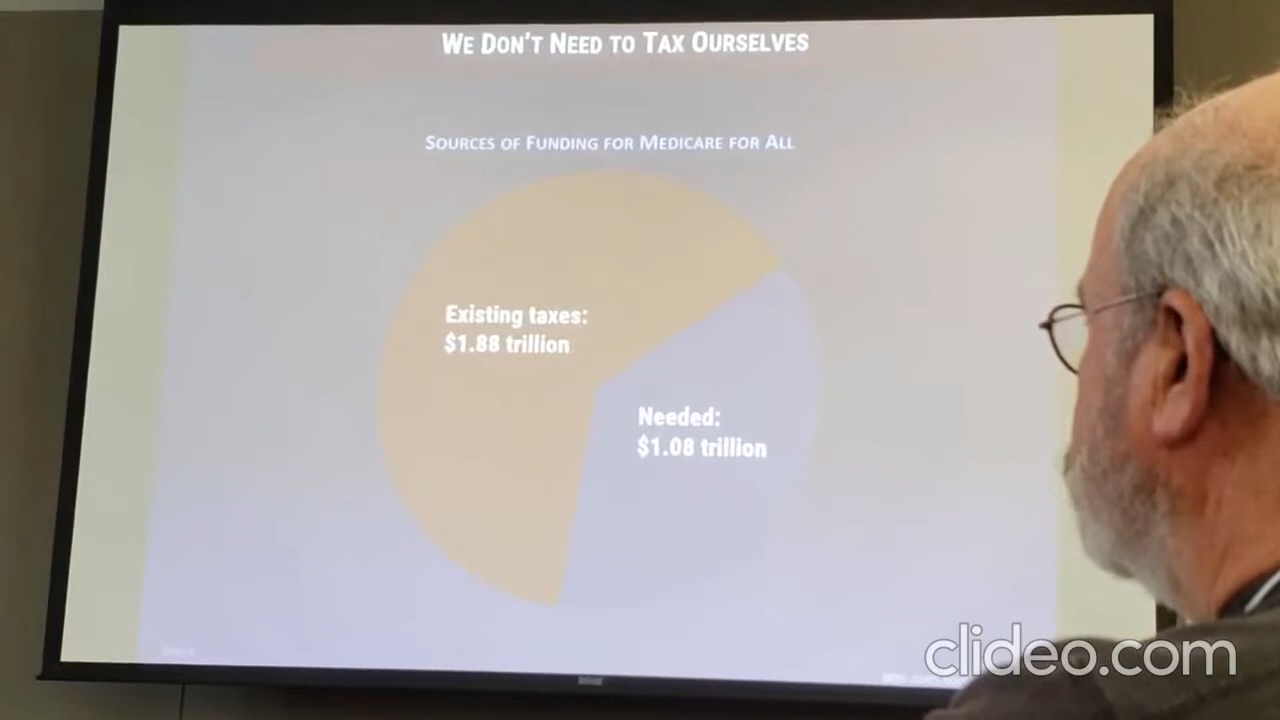 WE DON'T NEED TO TAX OURSELVES
SOURCES OF FUNDING FOR MEDICARE FOR ALL
Existing taxes:
$1.88 trillion
Needed:
$1.08 trillion
clideo.com